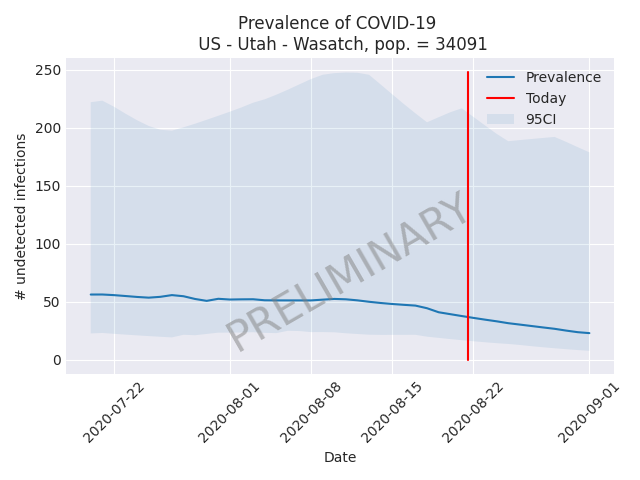 Prevalence of COVID-19
US - Utah - Wasatch, pop. = 34091
250
200
150
100
50
0
# undetected infections
Prevalence
Today
95CI
PRELIMINARY
2020-07-22
2020-08-01
2020-08-08
2020-08-15
2020-08-22
2020-09-01
Date